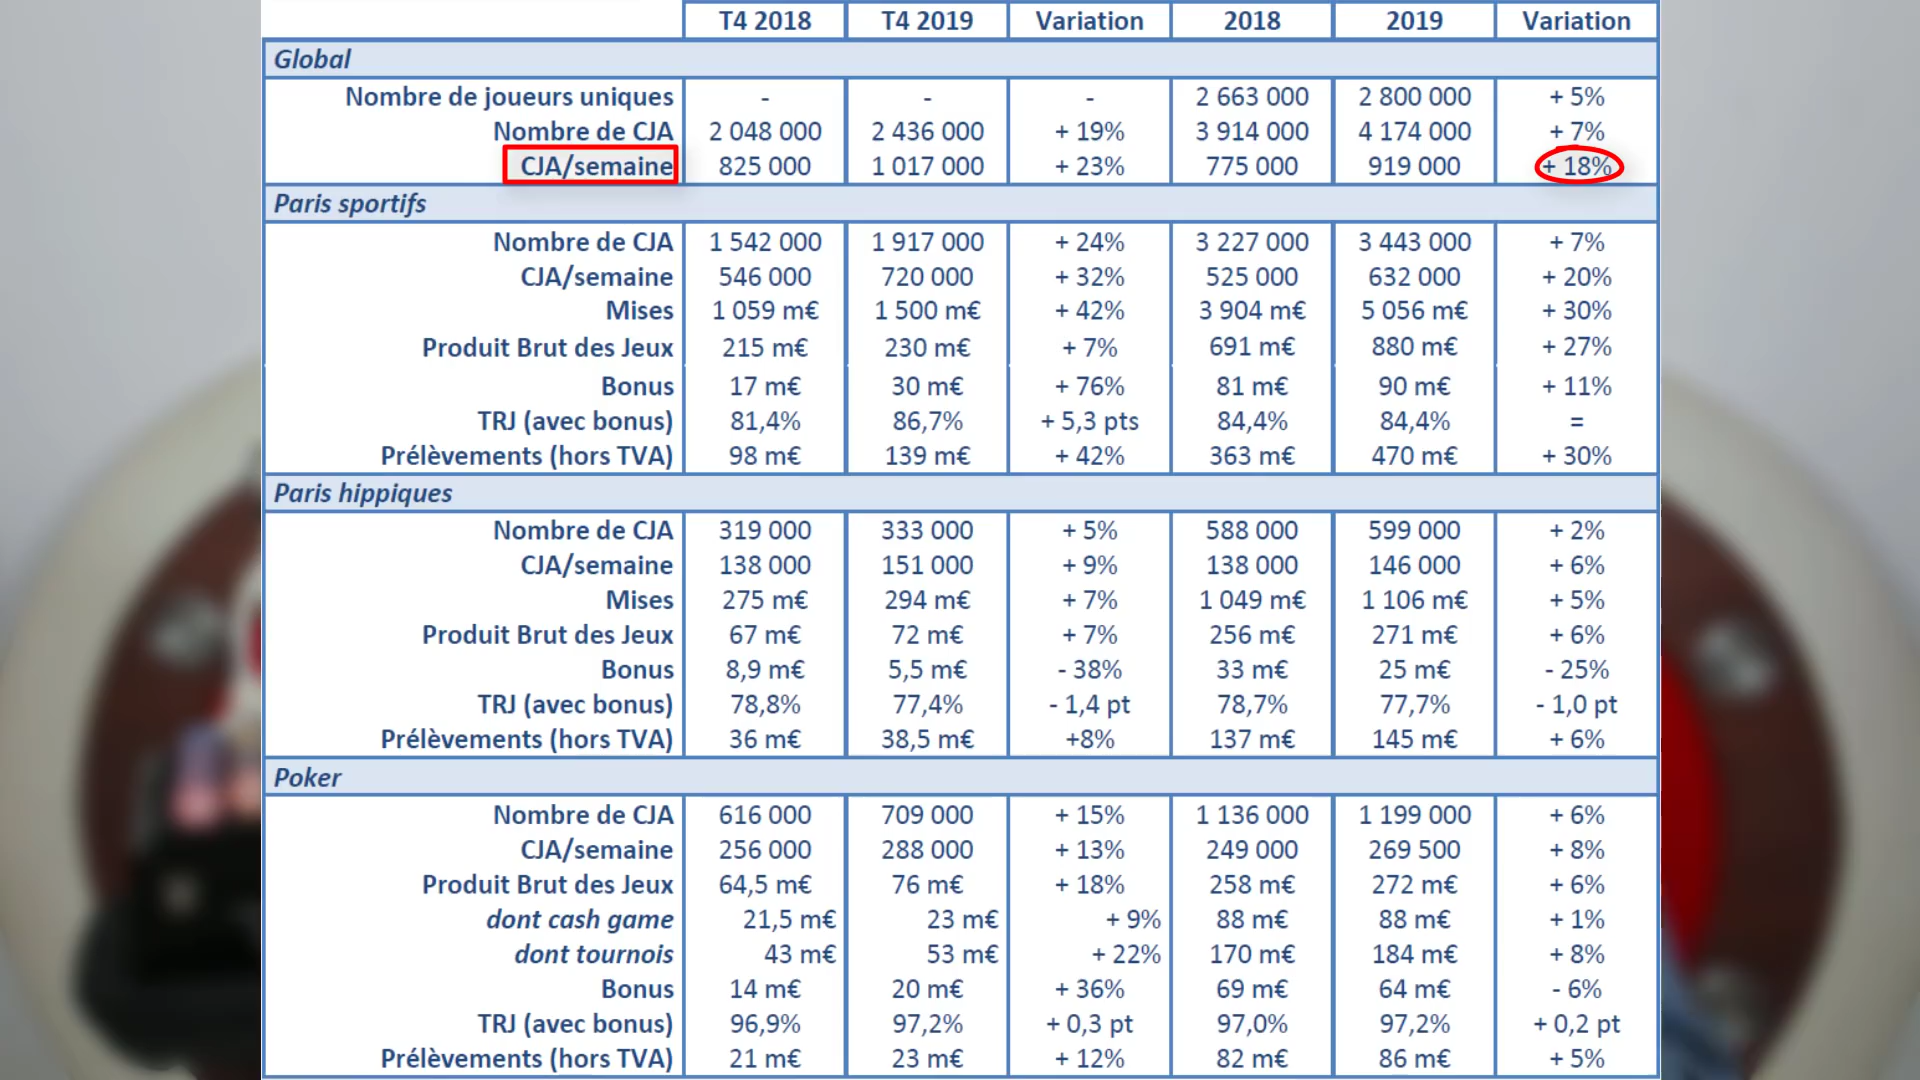 T4 2018 T4 2019 Variation 2018 2019 Variation
Global
Nombre de joueurs uniques - - - 2 663 000 2 800 000 + 5%
Nombre de CJA 2 048 000 2 436 000 + 19% 3 914 000 4 174 000 + 7%
CJA/semaine 825 000 1 017 000 + 23% 775 000 919 000 + 18%
Paris sportifs
Nombre de CJA 1 542 000 1 917 000 + 24% 3 227 000 3 443 000 + 7%
CJA/semaine 546 000 720 000 + 32% 525 000 632 000 + 20%
Mises 1 059 m€ 1 500 m€ + 42% 3 904 m€ 5 056 m€ + 30%
Produit Brut des Jeux 215 m€ 230 m€ + 7% 691 m€ 880 m€ + 27%
Bonus 17 m€ 30 m€ + 76% 81 m€ 90 m€ + 11%
TRJ (avec bonus) 81,4% 86,7% + 5,3 pts 84,4% 84,4% =
Prélèvements (hors TVA) 98 m€ 139 m€ + 42% 363 m€ 470 m€ + 30%
Paris hippiques
Nombre de CJA 319 000 333 000 + 5% 588 000 599 000 + 2%
CJA/semaine 138 000 151 000 + 9% 138 000 146 000 + 6%
Mises 275 m€ 294 m€ + 7% 1 049 m€ 1 106 m€ + 5%
Produit Brut des Jeux 67 m€ 72 m€ + 7% 256 m€ 271 m€ + 6%
Bonus 8,9 m€ 5,5 m€ - 38% 33 m€ 25 m€ - 25%
TRJ (avec bonus) 78,8% 77,4% - 1,4 pt 78,7% 77,7% - 1,0 pt
Prélèvements (hors TVA) 36 m€ 38,5 m€ +8% 137 m€ 145 m€ + 6%
Poker
Nombre de CJA 616 000 709 000 + 15% 1 136 000 1 199 000 + 6%
CJA/semaine 256 000 288 000 + 13% 249 000 269 500 + 8%
Produit Brut des Jeux 64,5 m€ 76 m€ + 18% 258 m€ 272 m€ + 6%
dont cash game 21,5 m€ 23 m€ + 9% 88 m€ 88 m€ + 1%
dont tournois 43 m€ 53 m€ + 22% 170 m€ 184 m€ + 8%
Bonus 14 m€ 20 m€ + 36% 69 m€ 64 m€ - 6%
TRJ (avec bonus) 96,9% 97,2% + 0,3 pt 97,0% 97,2% + 0,2 pt
Prélèvements (hors TVA) 21 m€ 23 m€ + 12% 82 m€ 86 m€ + 5%